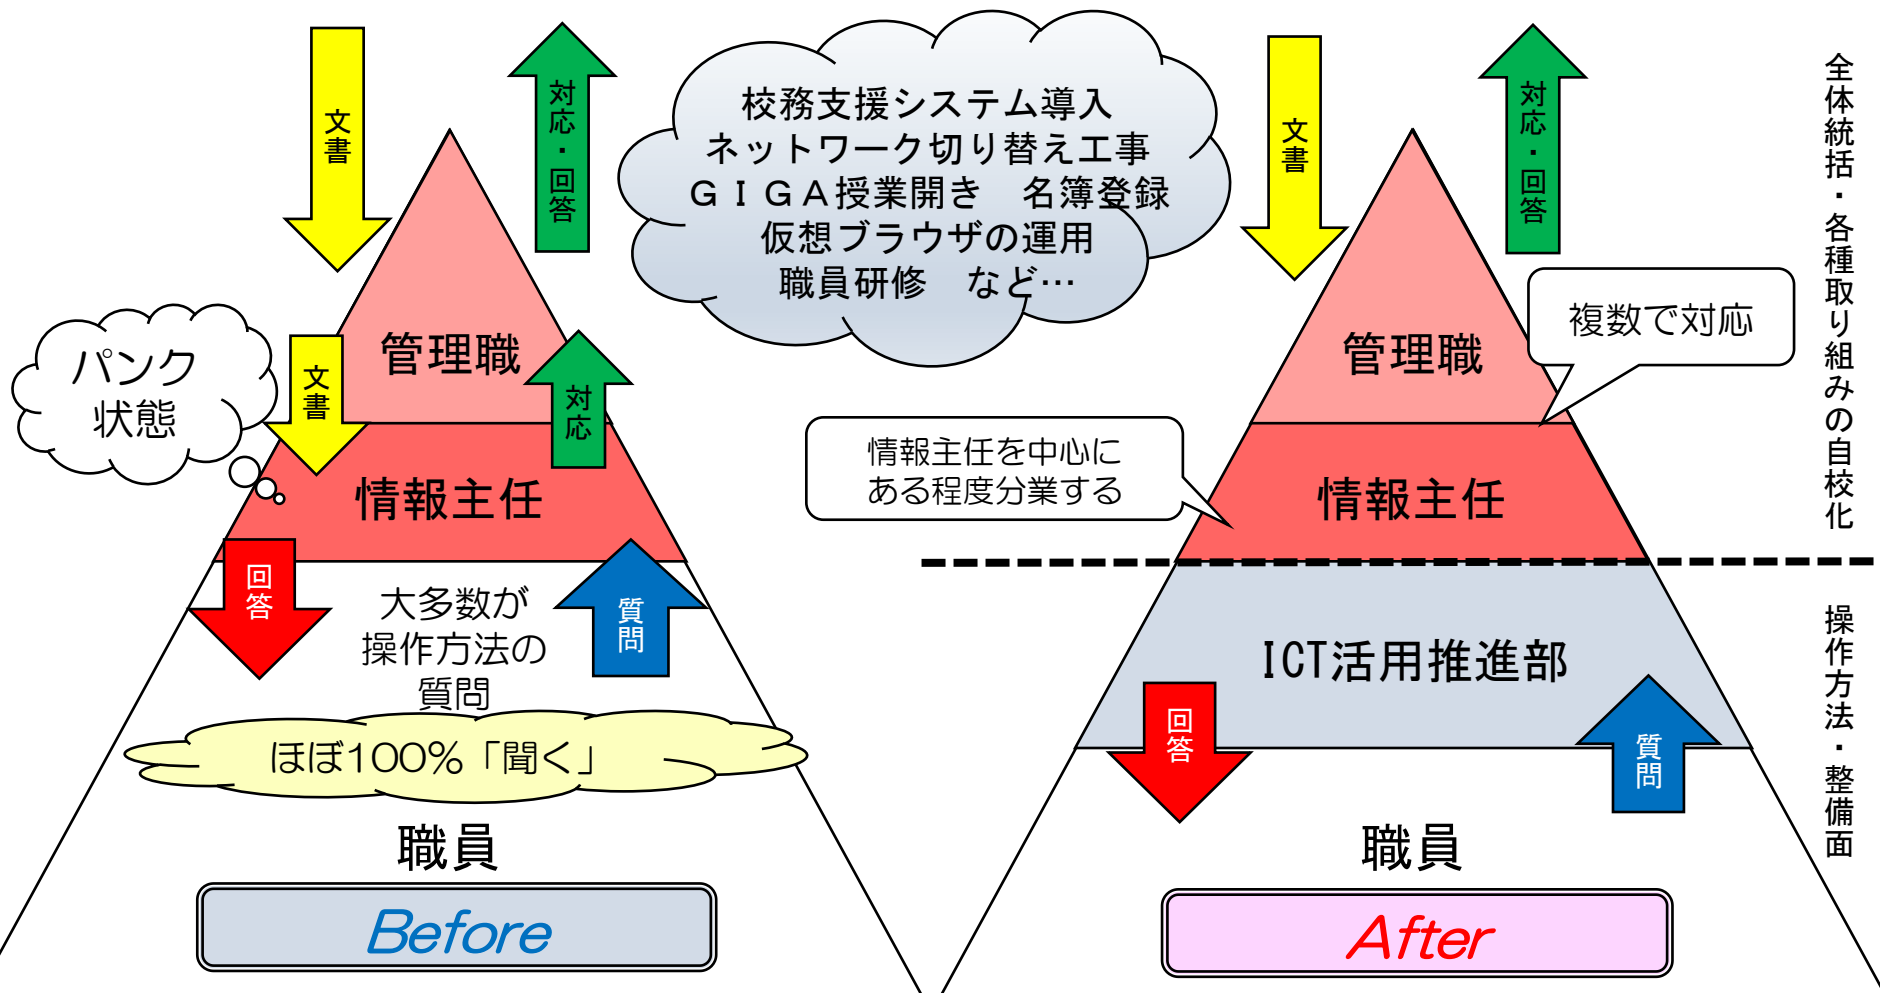 文書
対応・回答
校務支援システム導入
ネットワーク切り替え工事
ＧＩＧＡ授業開き　名簿登録
仮想ブラウザの運用
職員研修　など…
パンク
状態
管理職
文書
対応
情報主任
回答
質問
大多数が
操作方法の
質問
ほぼ100％「聞く」
職員
Before
文書
対応・回答
複数で対応
管理職
情報主任を中心に
ある程度分業する
情報主任
ICT活用推進部
回答
質問
職員
After
全体統括・各種取り組みの自校化
操作方法・整備面